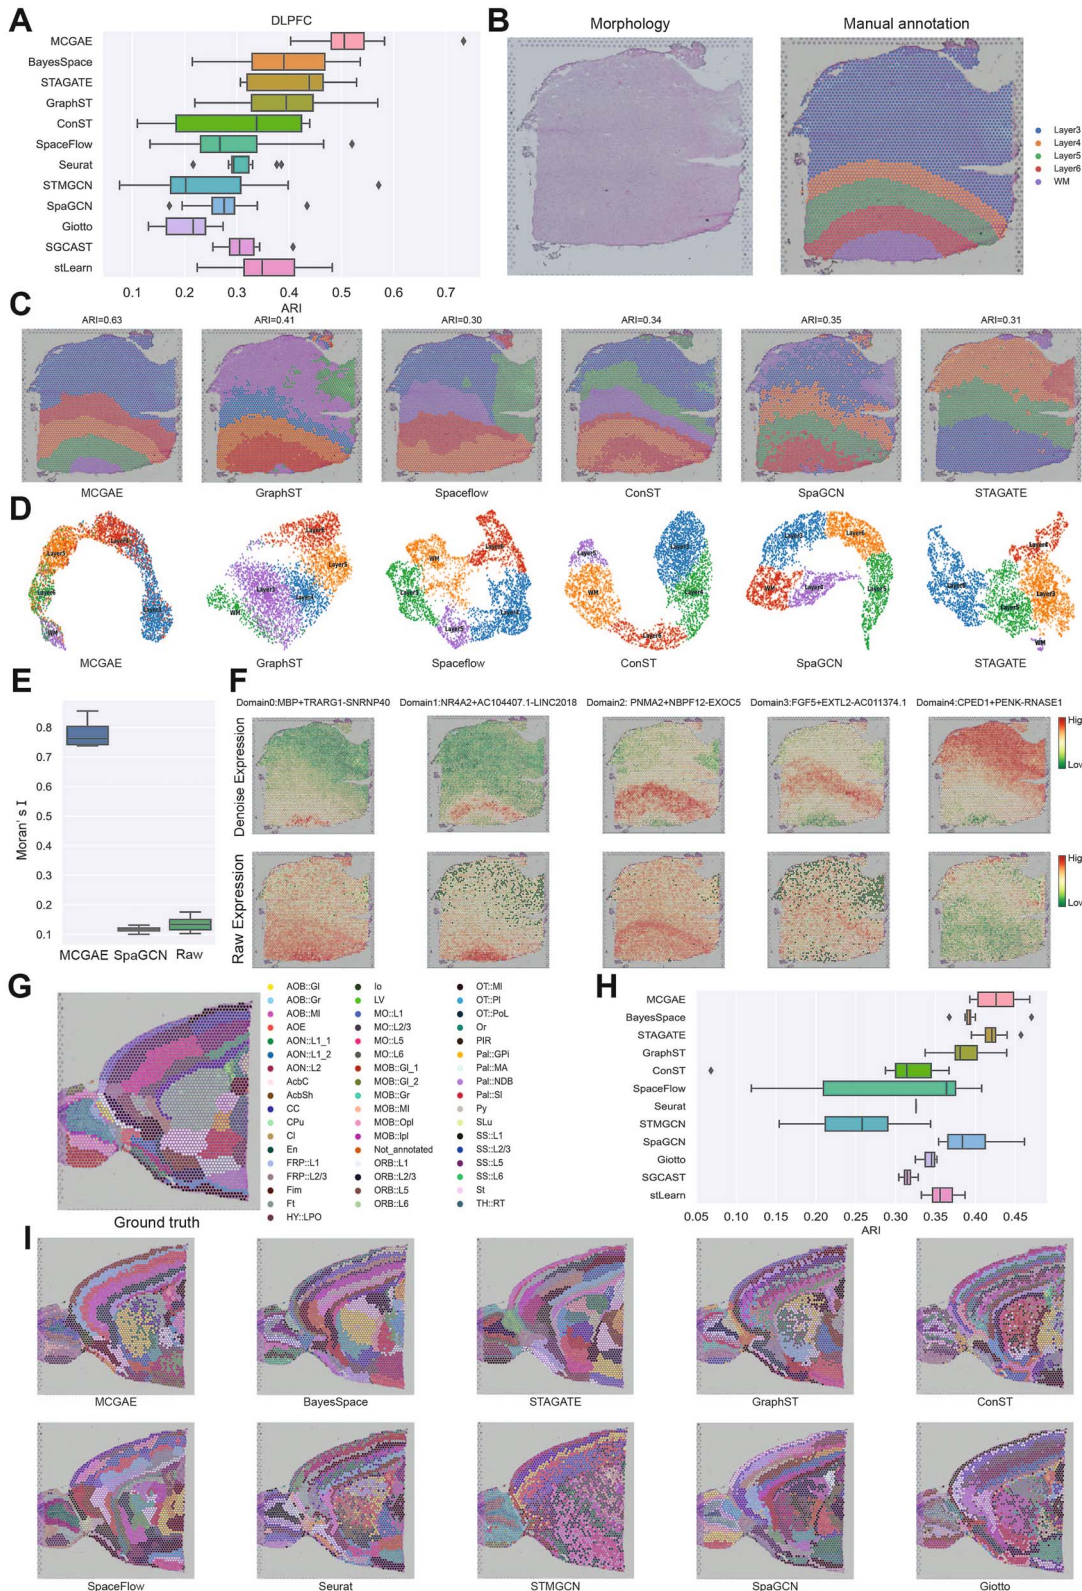 A
DLPFC
MCGAE
BayesSpace
STAGATE
GraphST
ConST
SpaceFlow
Seurat
STMGCN
SpaGCN
Giotto
SGCAST
stLearn
0.1 0.2 0.3 0.4 0.5 0.6 0.7
ARI
B
Morphology Manual annotation
Layer3
Layer4
Layer5
Layer6
WM
C
ARI=0.63 ARI=0.41 ARI=0.30 ARI=0.34 ARI=0.35 ARI=0.31
MCGAE GraphST Spaceflow ConST SpaGCN STAGATE
D
MCGAE GraphST Spaceflow ConST SpaGCN STAGATE
E
Moran' s I
0.8
0.7
0.6
0.5
0.4
0.3
0.2
0.1
MCGAE SpaGCN Raw
F
Domain0:MBP+TRARG1-SNRNP40 Domain1:NR4A2+AC104407.1-LINC2018 Domain2: PNMA2+NBPF12-EXOC5 Domain3:FGF5+EXTL2-AC011374.1 Domain4:CPED1+PENK-RNASE1
Denoise Expression
High
Low
Raw Expression
High
Low
G
Ground truth
AOB::Gl
AOB::Gr
AOB::MI
AOE
AON::L1_1
AON::L1_2
AON::L2
AcbC
AcbSh
CC
CPu
Cl
En
FRP::L1
FRP::L2/3
Fim
Ft
HY::LPO
Io
LV
MO::L1
MO::L2/3
MO::L5
MO::L6
MOB::Gl_1
MOB::Gl_2
MOB::Gr
MOB::MI
MOB::Opl
MOB::Ipl
Not_annotated
ORB::L1
ORB::L2/3
ORB::L5
ORB::L6
OT::MI
OT::PI
OT::PoL
Or
PIR
Pal::GPi
Pal::MA
Pal::NDB
Pal::SI
Py
SLu
SS::L1
SS::L2/3
SS::L5
SS::L6
St
TH::RT
H
MCGAE
BayesSpace
STAGATE
GraphST
ConST
SpaceFlow
Seurat
STMGCN
SpaGCN
Giotto
SGCAST
stLearn
0.05 0.10 0.15 0.20 0.25 0.30 0.35 0.40 0.45
ARI
I
MCGAE BayesSpace STAGATE GraphST ConST
SpaceFlow Seurat STMGCN SpaGCN Giotto